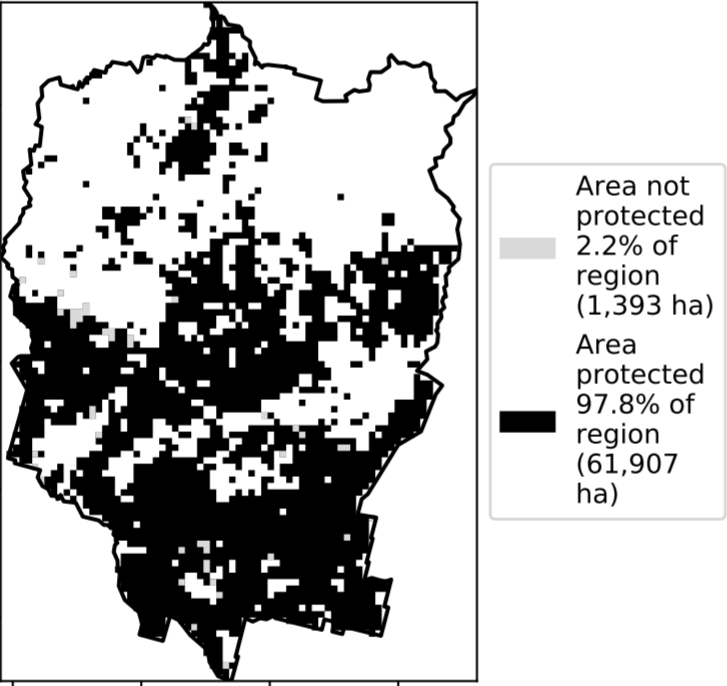 Area not
protected
2.2% of
region
(1,393 ha)
Area
protected
97.8% of
region
(61,907
ha)